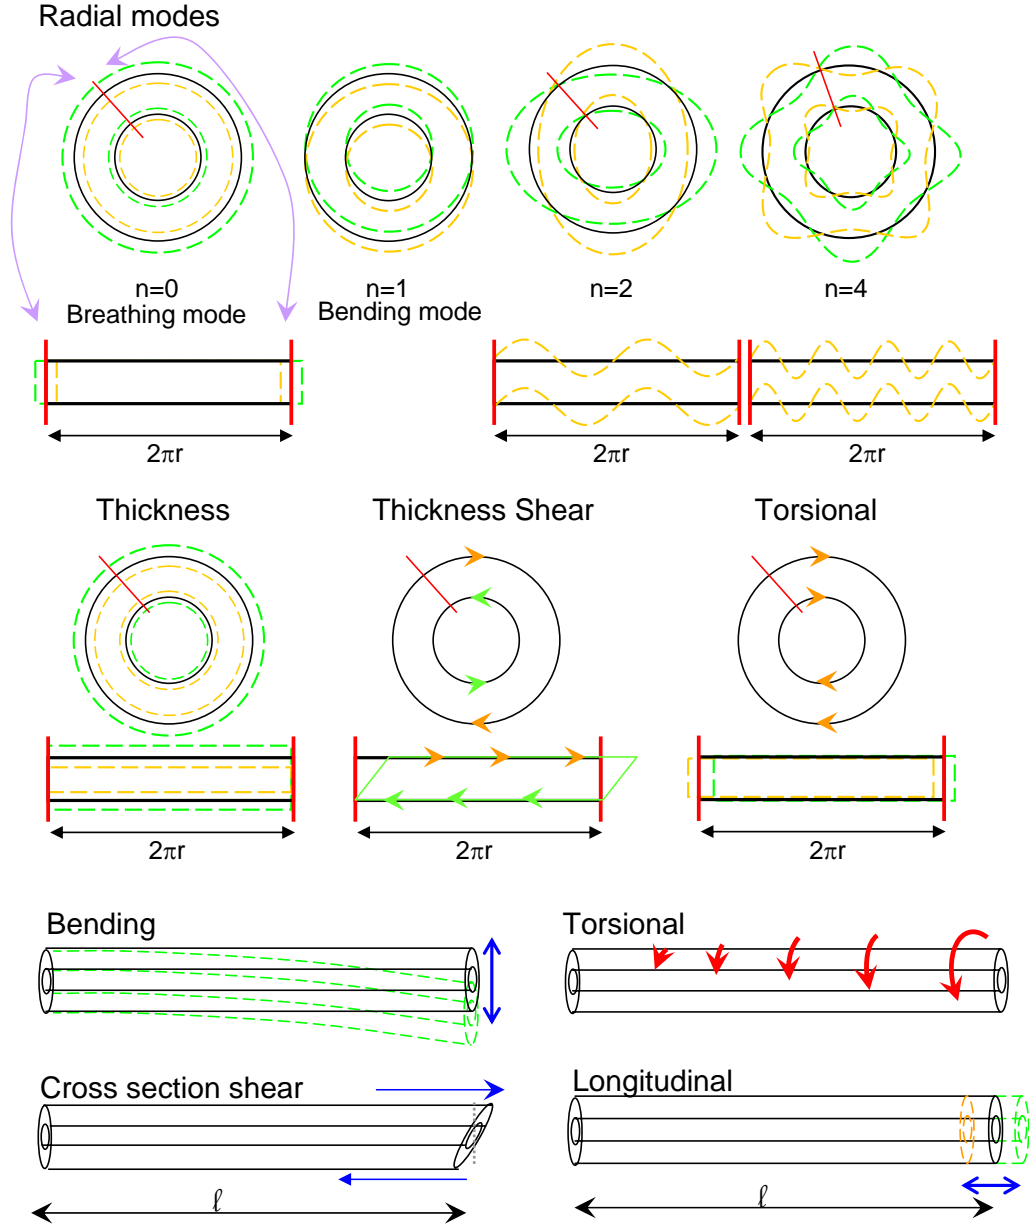 Radial modes
n=0
n=1
n=2
n=4
Breathing mode
Bending mode
2πr
2πr
2πr
Thickness
Thickness Shear
Torsional
2πr
2πr
2πr
Bending
Torsional
Cross section shear
Longitudinal
ℓ
ℓ